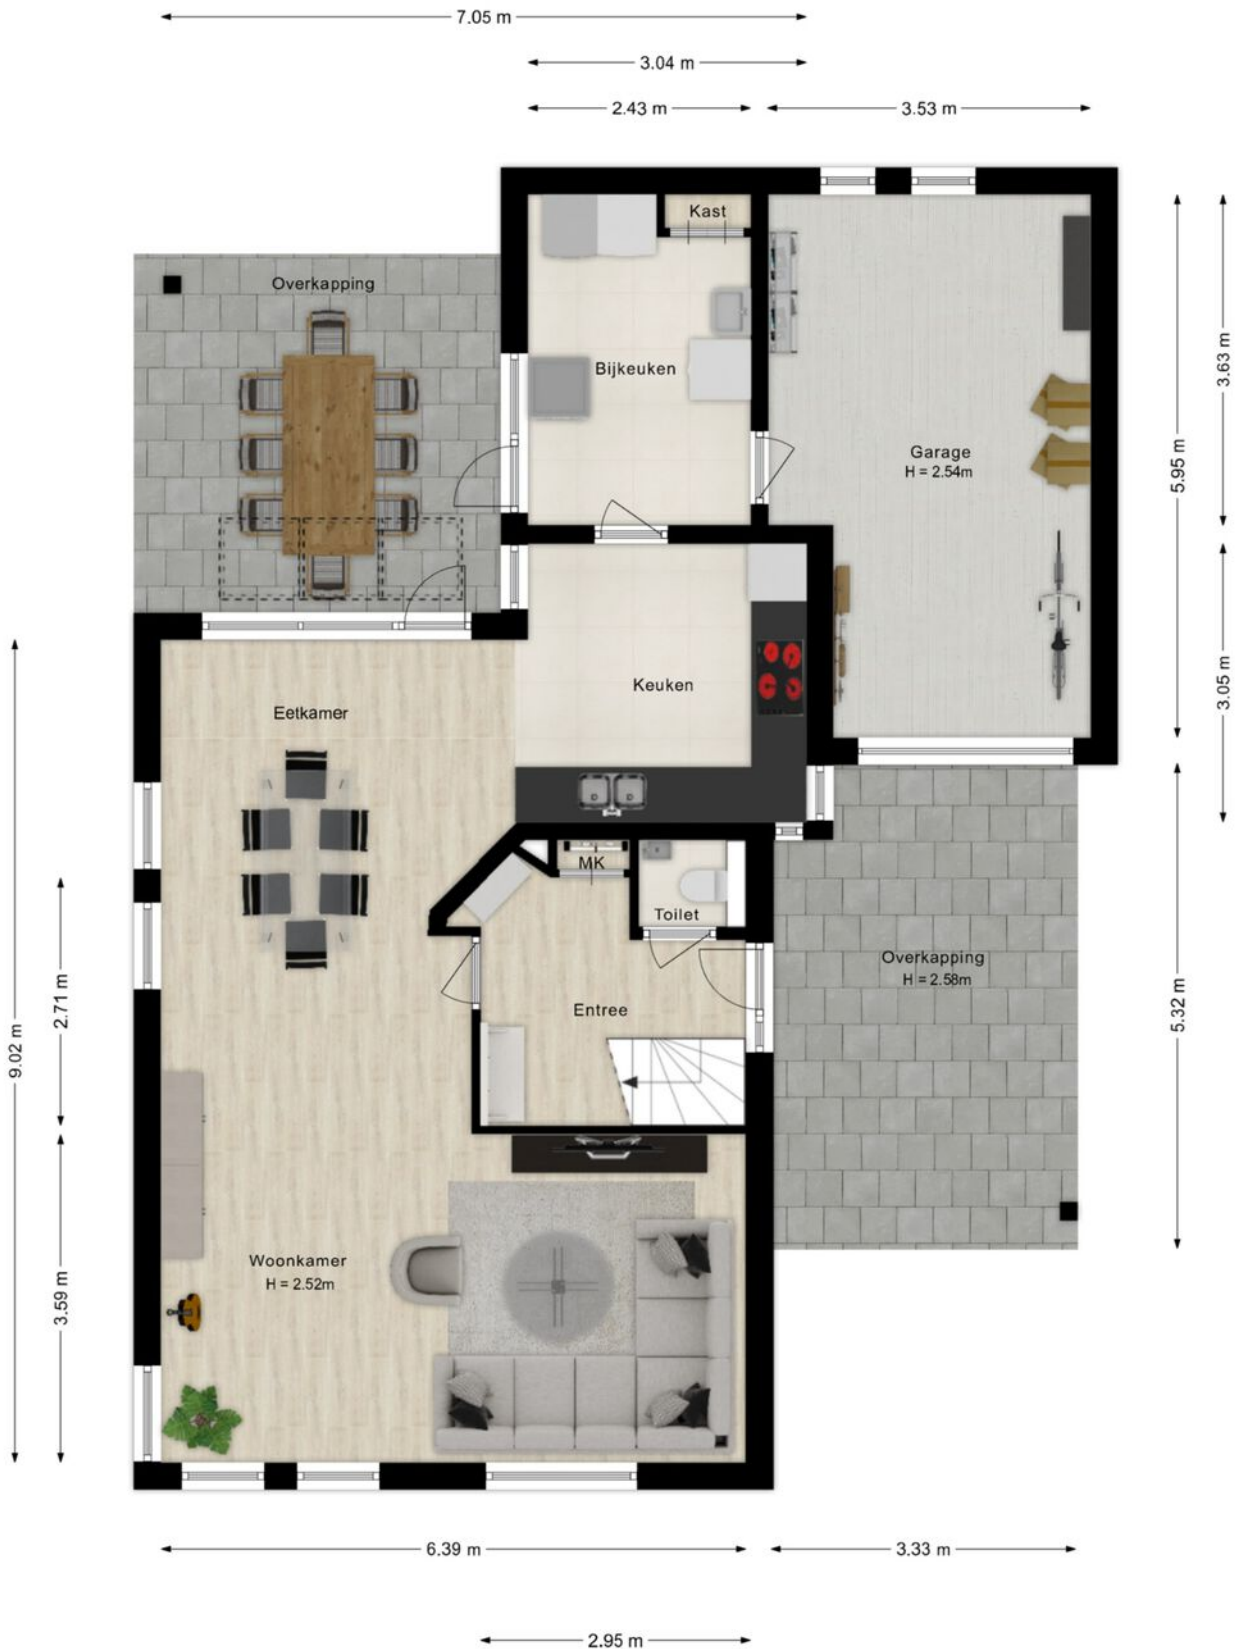 7.05 m
3.04 m
2.43 m
3.53 m
Kast
Overkapping
3.63 m
Bijkeuken
Garage
H = 2.54m
5.95 m
3.05 m
Keuken
Eetkamer
MK
Toilet
Overkapping
H = 2.58m
2.71 m
5.32 m
Entree
9.02 m
Woonkamer
H = 2.52m
3.59 m
6.39 m
3.33 m
2.95 m